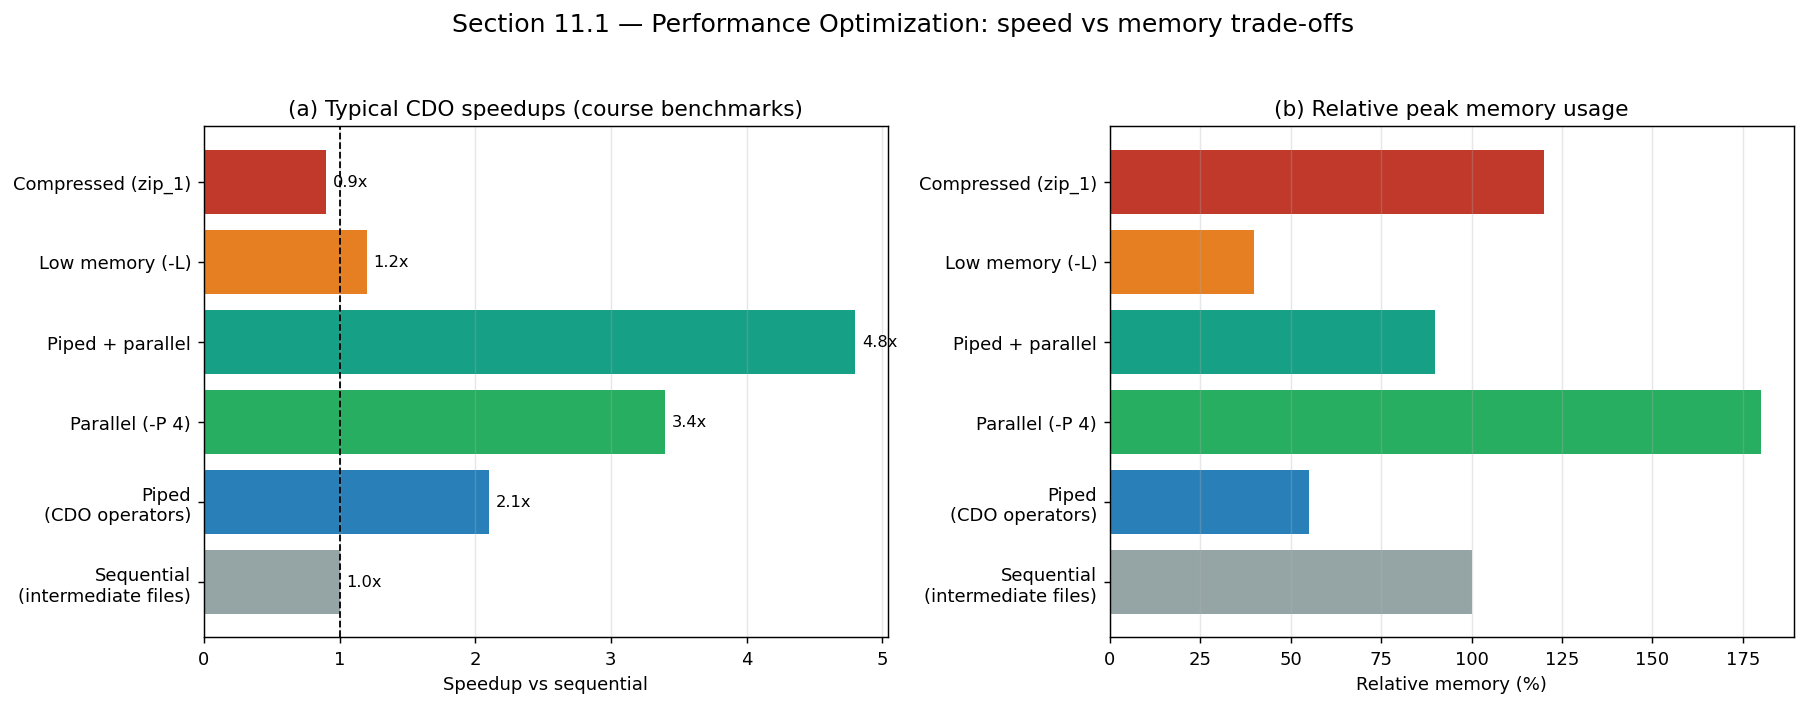 Section 11.1 — Performance Optimization: speed vs memory trade-offs
(a) Typical CDO speedups (course benchmarks)
Compressed (zip_1)
0.9x
Low memory (-L)
1.2x
Piped + parallel
4.8x
Parallel (-P 4)
3.4x
Piped
(CDO operators)
2.1x
Sequential
(intermediate files)
1.0x
0 1 2 3 4 5
Speedup vs sequential
(b) Relative peak memory usage
Compressed (zip_1)
Low memory (-L)
Piped + parallel
Parallel (-P 4)
Piped
(CDO operators)
Sequential
(intermediate files)
0 25 50 75 100 125 150 175
Relative memory (%)